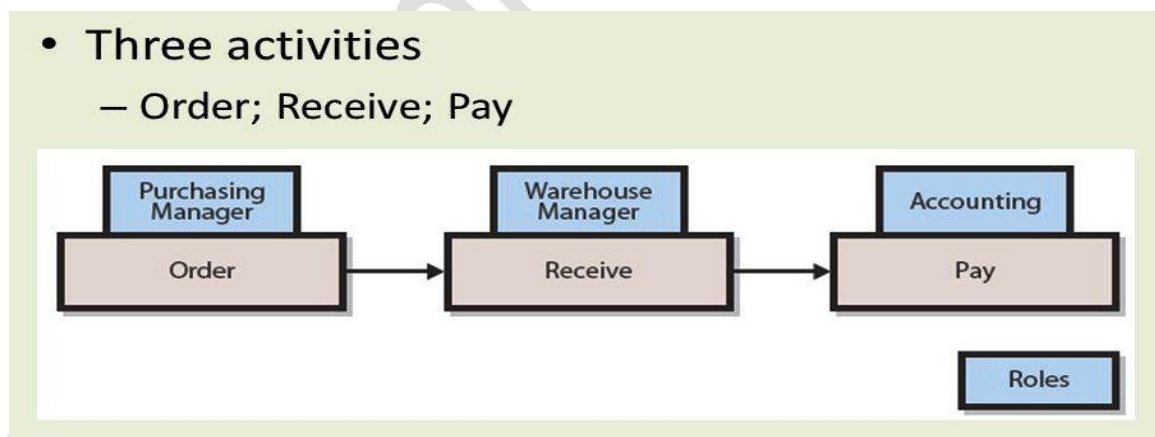 • Three activities
– Order; Receive; Pay
Purchasing
Manager
Warehouse
Manager
Accounting
Order
Receive
Pay
Roles